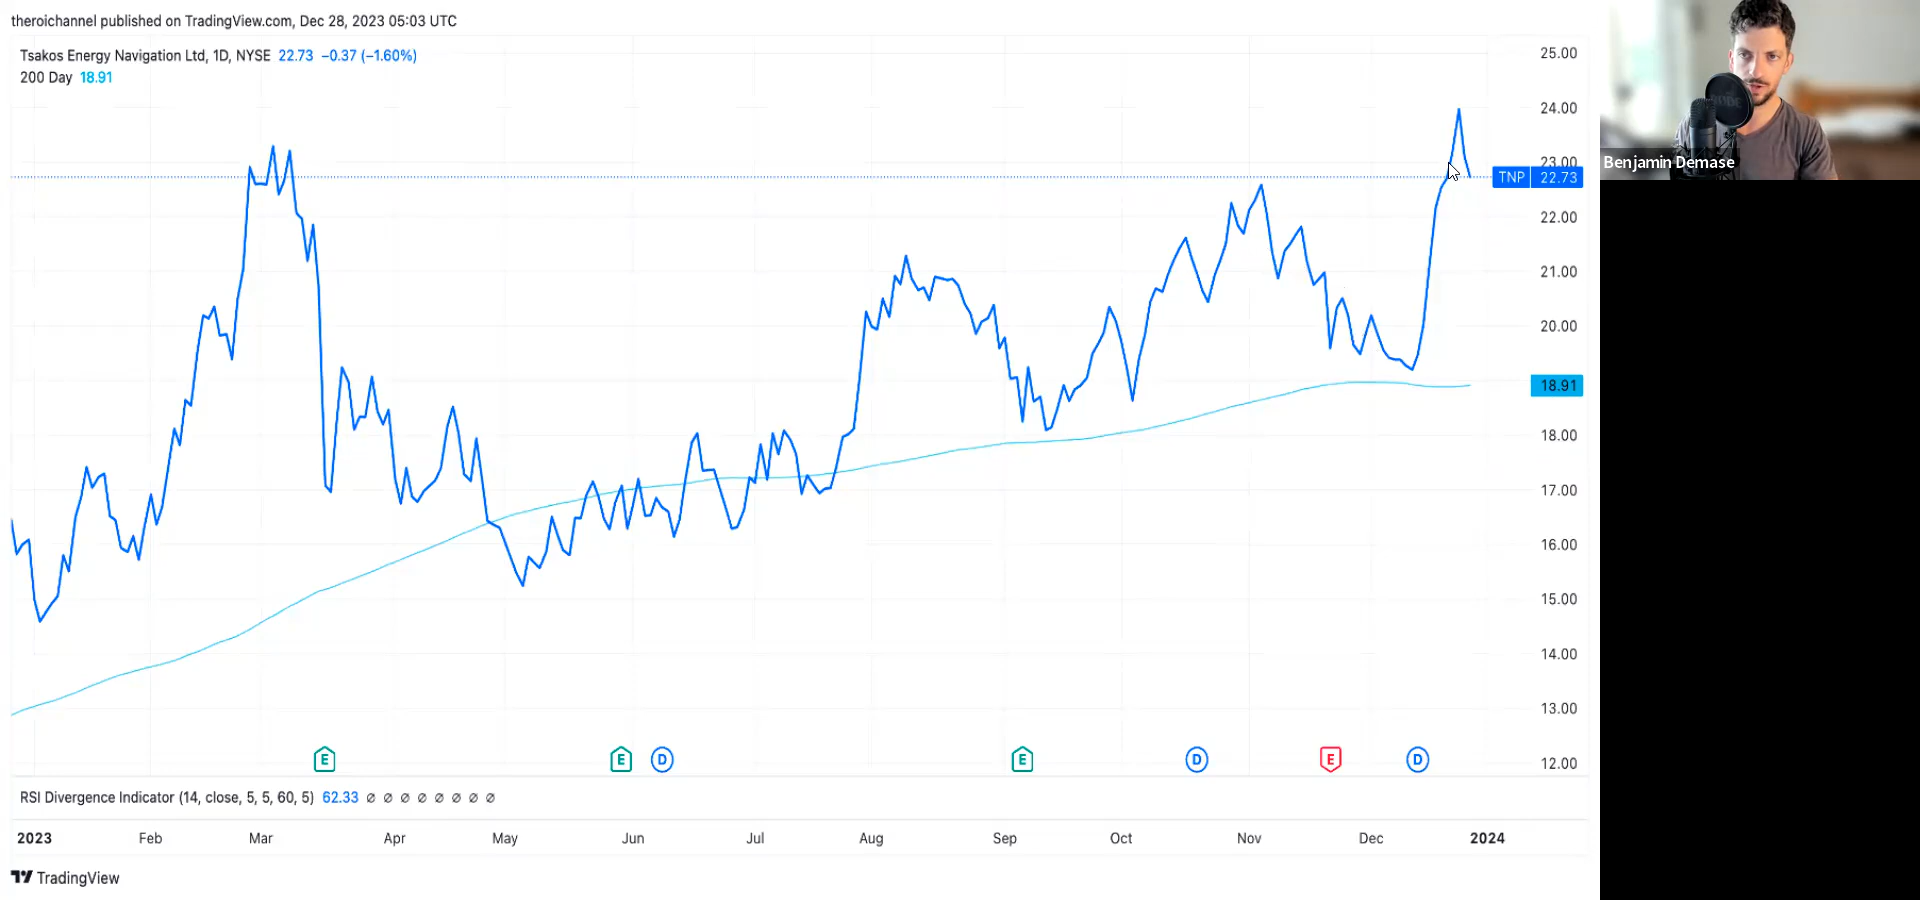 theroichannel published on TradingView.com, Dec 28, 2023 05:03 UTC
Tsakos Energy Navigation Ltd, 1D, NYSE 22.73 −0.37 (−1.60%)
200 Day 18.91
25.00
24.00
23.00
TNP 22.73
22.00
21.00
20.00
18.91
18.00
17.00
16.00
15.00
14.00
13.00
12.00
E E D E D E D
RSI Divergence Indicator (14, close, 5, 5, 60, 5) 62.33 ∅ ∅ ∅ ∅ ∅ ∅ ∅ ∅
2023 Feb Mar Apr May Jun Jul Aug Sep Oct Nov Dec 2024
TradingView
Benjamin Demase